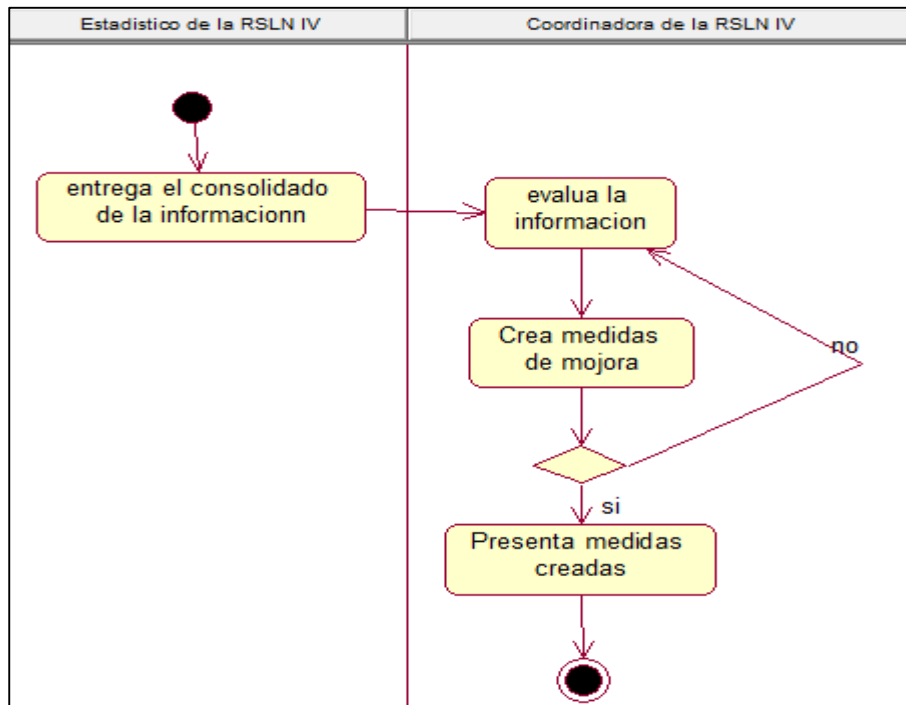 Estadistico de la RSLN IV
Coordinadora de la RSLN IV
entrega el consolidado
de la informacionn
evalua la
informacion
Crea medidas
de mojora
no
si
Presenta medidas
creadas